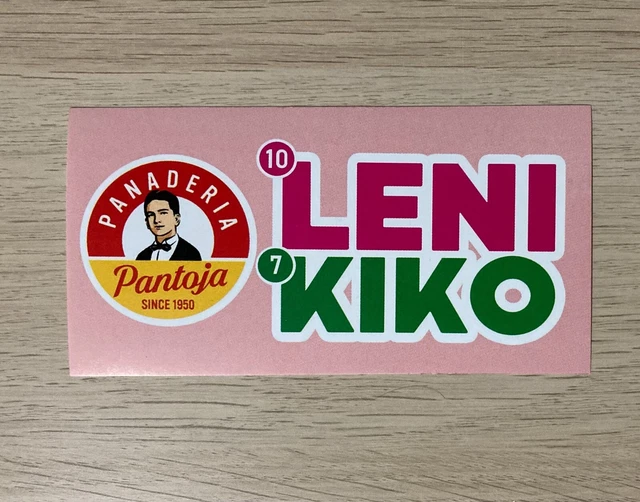 PANADERIA
Pantoja
SINCE 1950
10 LENI
7 KIKO